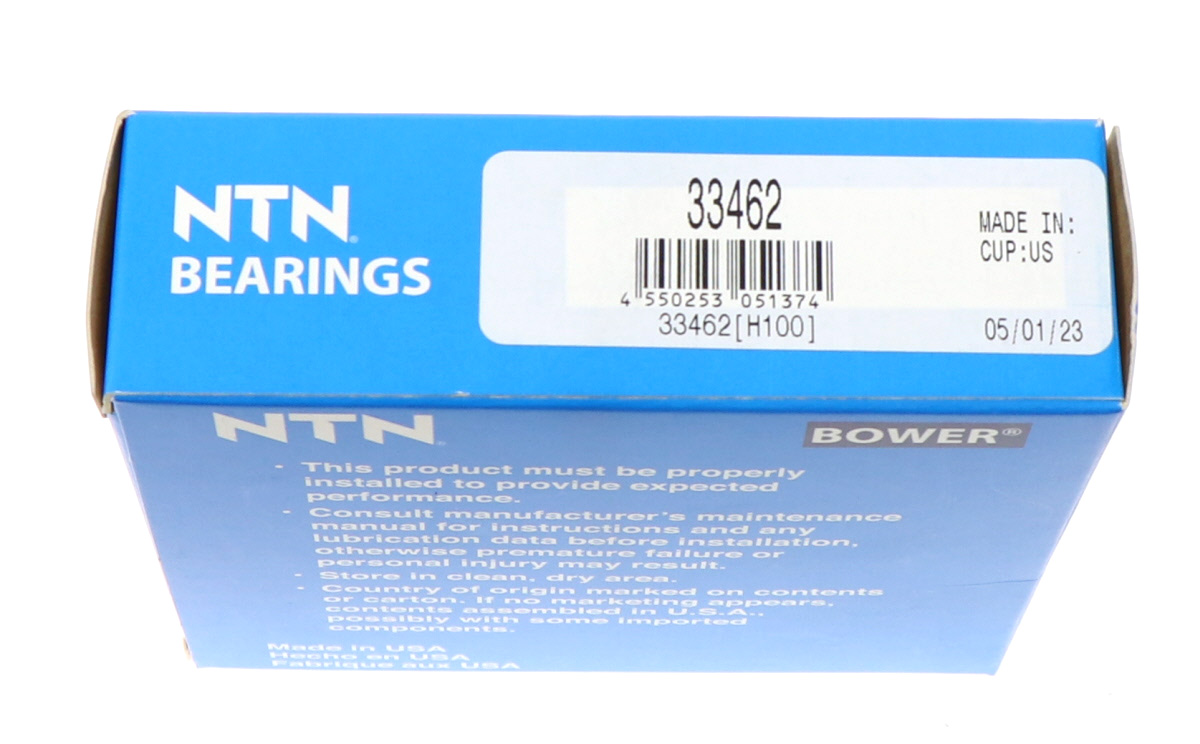 NTN®
BEARINGS
33462
MADE IN:
CUP:US
4 550253 051374
33462[H100]
05/01/23
NTN®
BOWER®
· This product must be properly
installed to provide expected
performance.
· Consult manufacturer's maintenance
manual for instructions and any
lubrication data before installation,
otherwise premature failure or
personal injury may result.
· Store in clean, dry area.
· Country of origin marked on contents
or carton. If no marketing appears,
contents assembled in U.S.A.,
possibly with some imported
components.
Made in USA
Hecho en USA
Fabrique aux USA